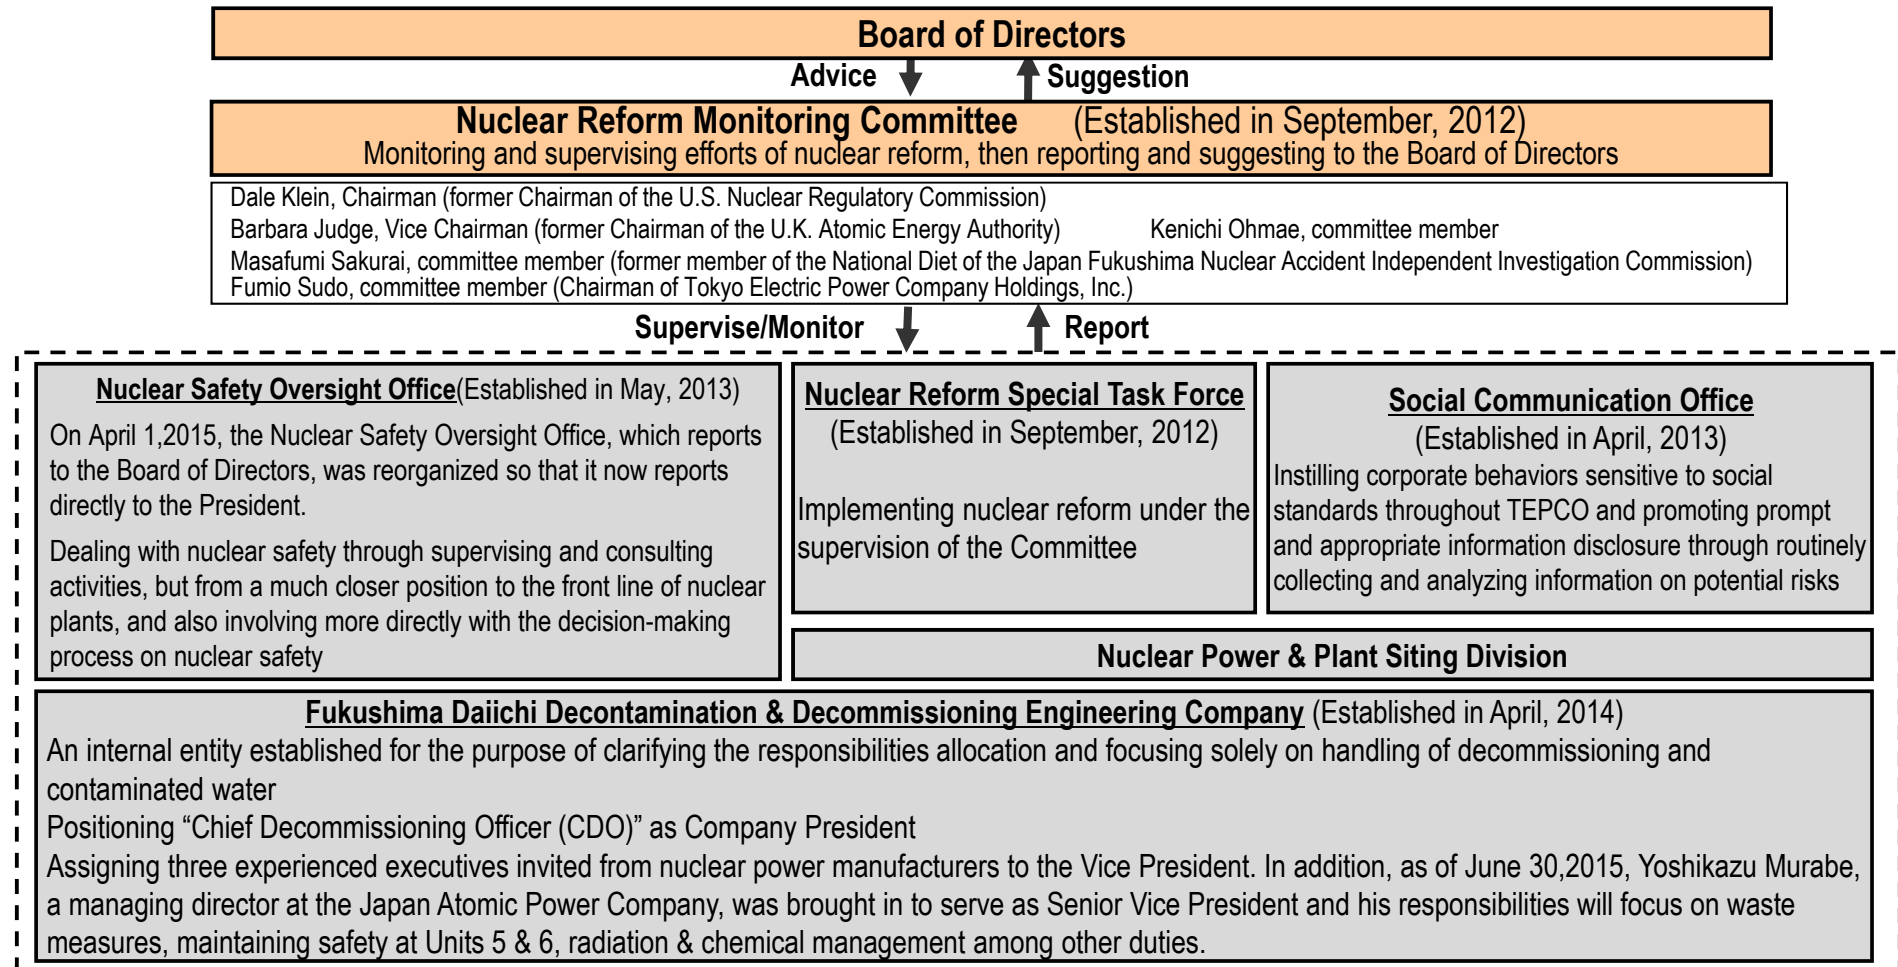 Board of Directors
Advice
Suggestion
Nuclear Reform Monitoring Committee (Established in September, 2012)
Monitoring and supervising efforts of nuclear reform, then reporting and suggesting to the Board of Directors
Dale Klein, Chairman (former Chairman of the U.S. Nuclear Regulatory Commission)
Barbara Judge, Vice Chairman (former Chairman of the U.K. Atomic Energy Authority) Kenichi Ohmae, committee member
Masafumi Sakurai, committee member (former member of the National Diet of the Japan Fukushima Nuclear Accident Independent Investigation Commission)
Fumio Sudo, committee member (Chairman of Tokyo Electric Power Company Holdings, Inc.)
Supervise/Monitor
Report
Nuclear Safety Oversight Office(Established in May, 2013)
On April 1,2015, the Nuclear Safety Oversight Office, which reports
to the Board of Directors, was reorganized so that it now reports
directly to the President.
Dealing with nuclear safety through supervising and consulting
activities, but from a much closer position to the front line of nuclear
plants, and also involving more directly with the decision-making
process on nuclear safety
Nuclear Reform Special Task Force
(Established in September, 2012)
Implementing nuclear reform under the
supervision of the Committee
Social Communication Office
(Established in April, 2013)
Instilling corporate behaviors sensitive to social
standards throughout TEPCO and promoting prompt
and appropriate information disclosure through routinely
collecting and analyzing information on potential risks
Nuclear Power & Plant Siting Division
Fukushima Daiichi Decontamination & Decommissioning Engineering Company (Established in April, 2014)
An internal entity established for the purpose of clarifying the responsibilities allocation and focusing solely on handling of decommissioning and
contaminated water
Positioning “Chief Decommissioning Officer (CDO)” as Company President
Assigning three experienced executives invited from nuclear power manufacturers to the Vice President. In addition, as of June 30,2015, Yoshikazu Murabe,
a managing director at the Japan Atomic Power Company, was brought in to serve as Senior Vice President and his responsibilities will focus on waste
measures, maintaining safety at Units 5 & 6, radiation & chemical management among other duties.